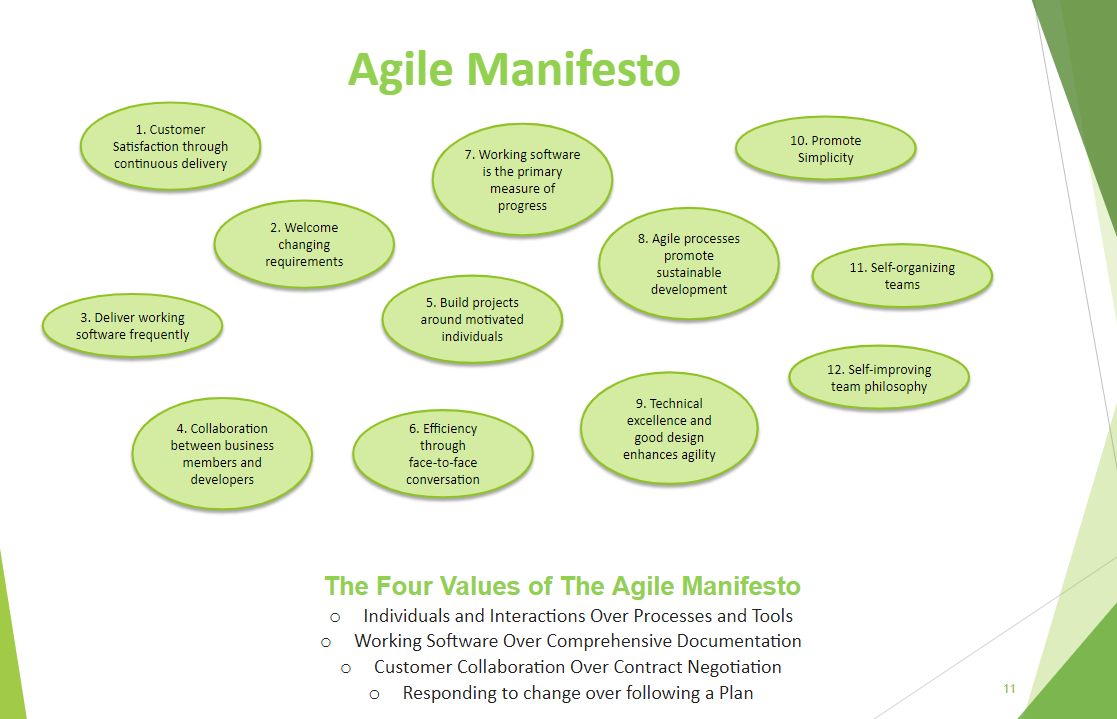 Agile Manifesto
1. Customer
Satisfaction through
continuous delivery
2. Welcome
changing
requirements
3. Deliver working
software frequently
4. Collaboration
between business
members and
developers
5. Build projects
around motivated
individuals
6. Efficiency
through
face-to-face
conversation
7. Working software
is the primary
measure of
progress
8. Agile processes
promote
sustainable
development
9. Technical
excellence and
good design
enhances agility
10. Promote
Simplicity
11. Self-organizing
teams
12. Self-improving
team philosophy
The Four Values of The Agile Manifesto
o Individuals and Interactions Over Processes and Tools
o Working Software Over Comprehensive Documentation
o Customer Collaboration Over Contract Negotiation
o Responding to change over following a Plan
11